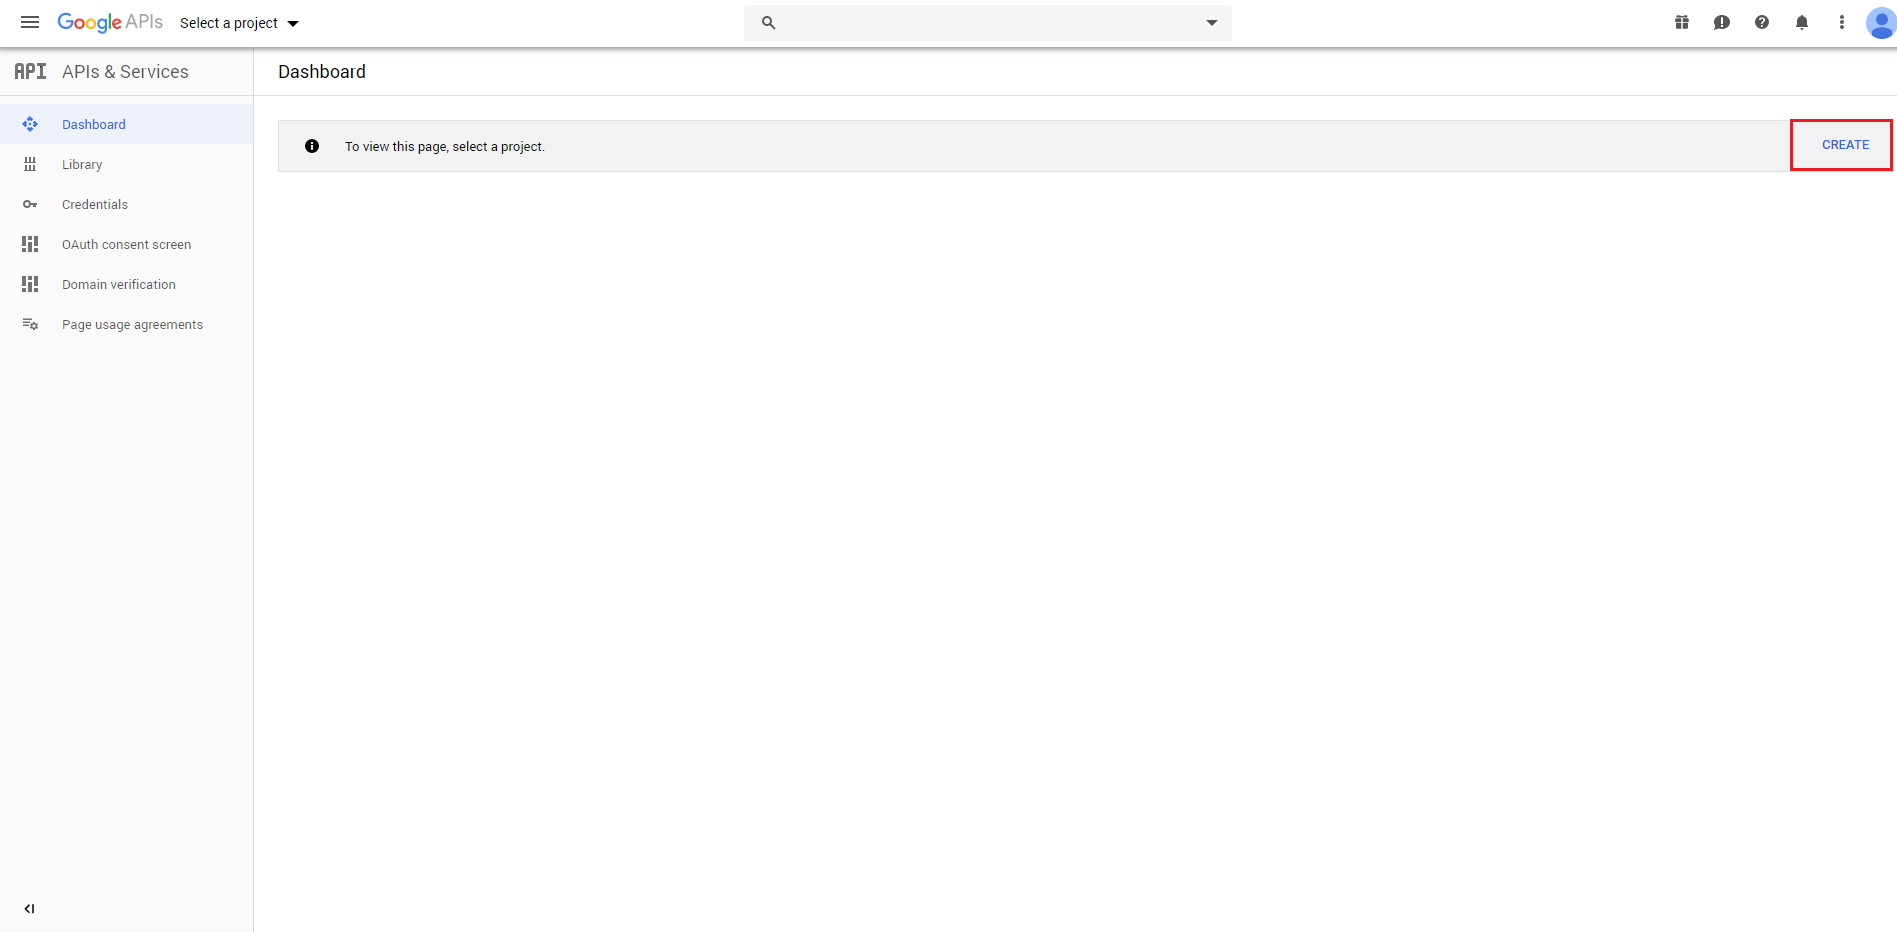 Google APIs Select a project
API APIs & Services
Dashboard
Dashboard
Library
Credentials
OAuth consent screen
Domain verification
Page usage agreements
To view this page, select a project.
CREATE